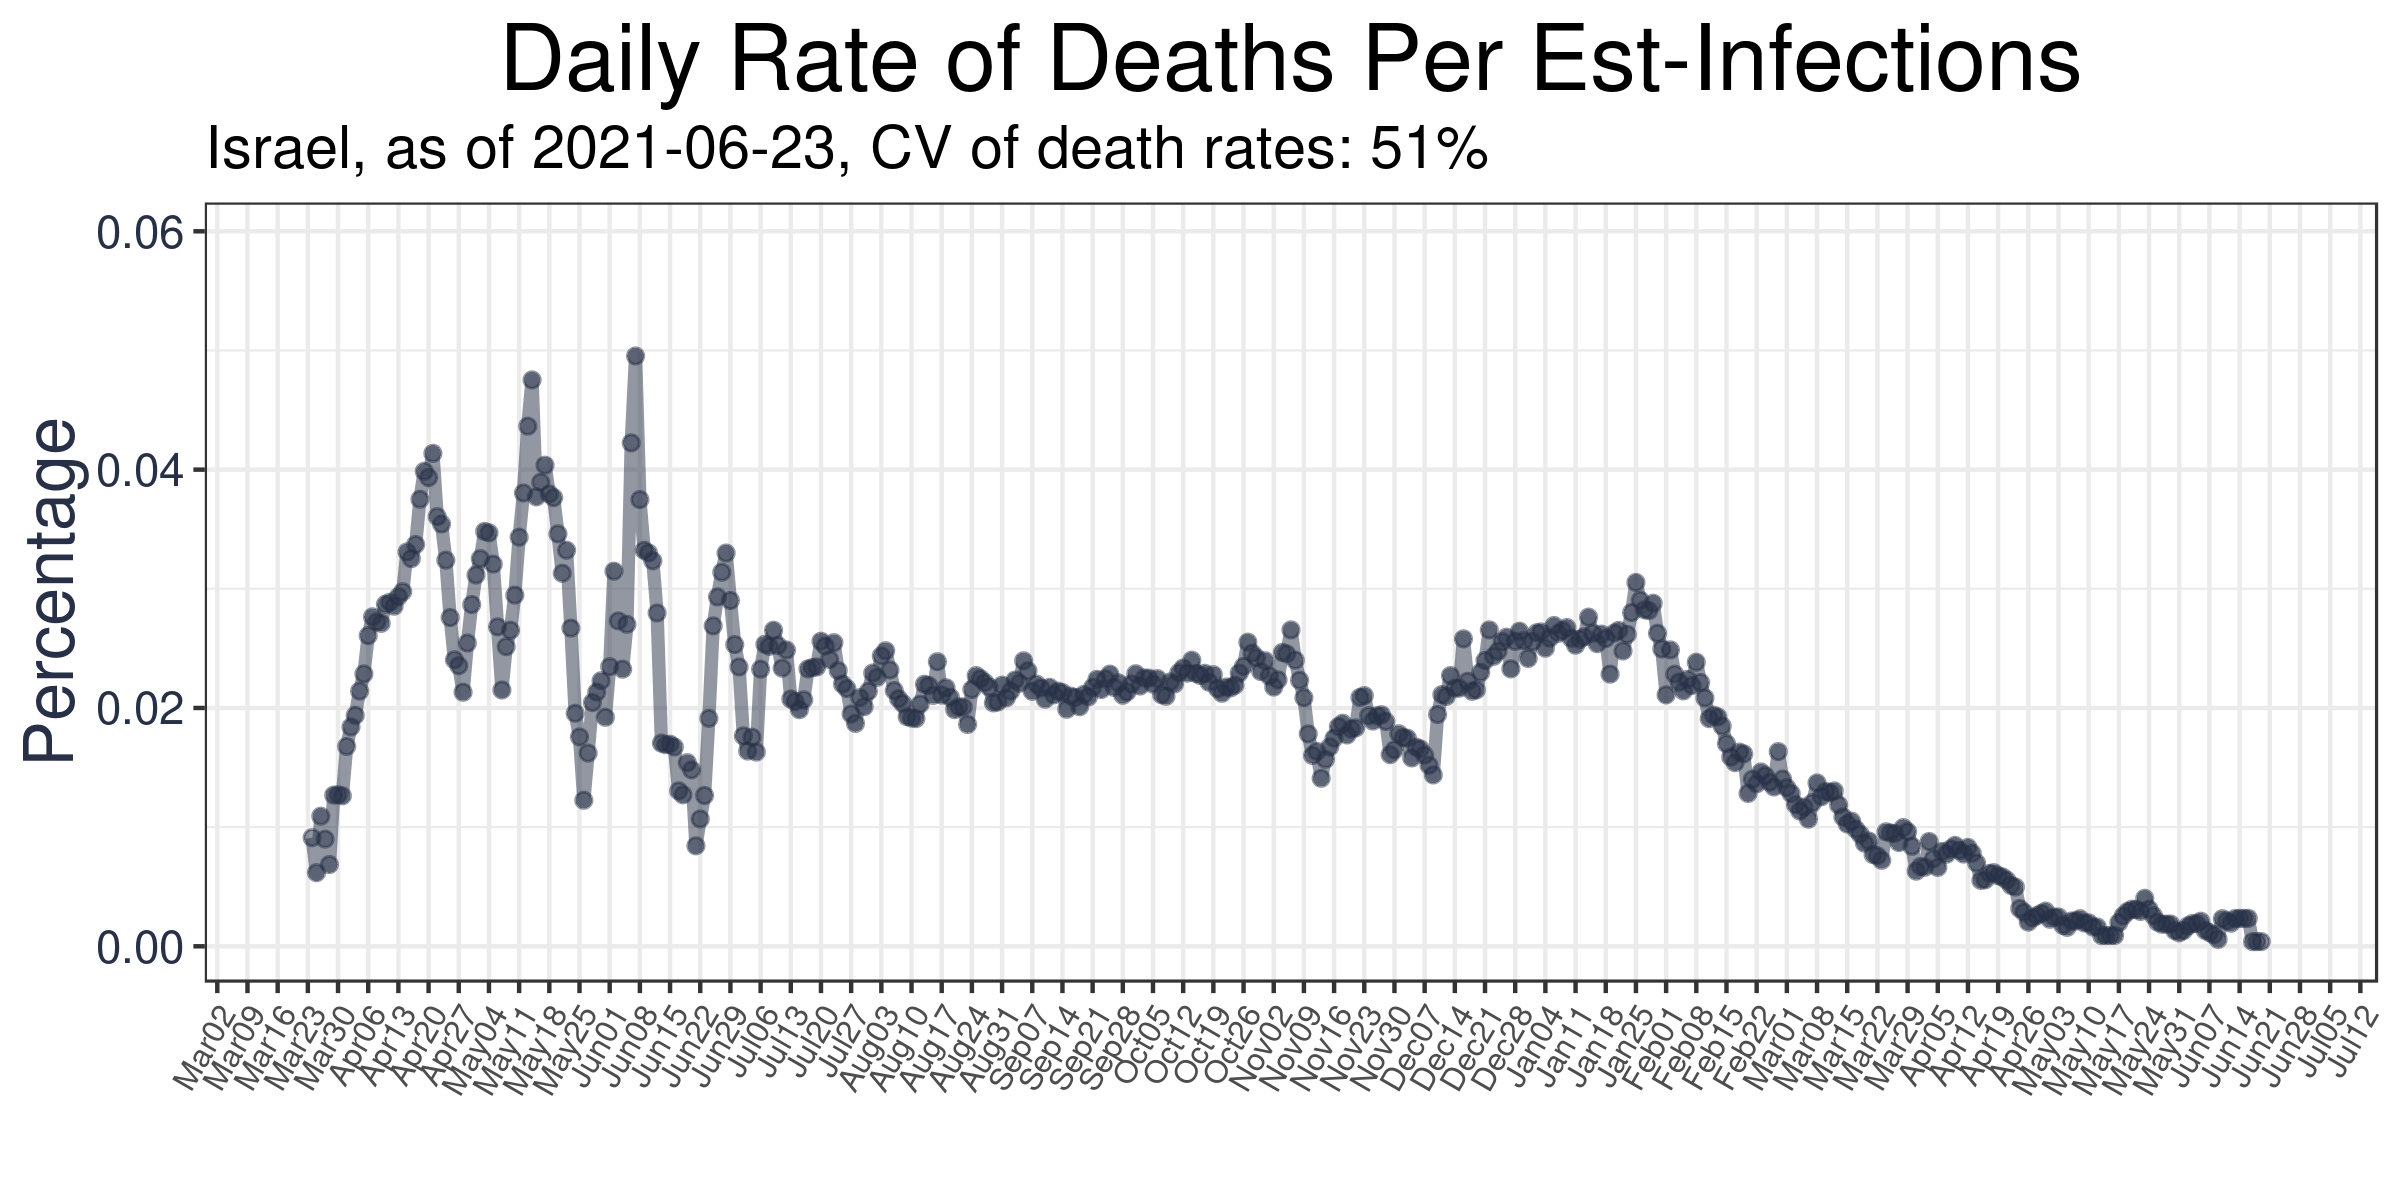 Daily Rate of Deaths Per Est-Infections
Israel, as of 2021-06-23, CV of death rates: 51%
Percentage
0.06
0.04
0.02
0.00
Mar02
Mar09
Mar16
Mar23
Mar30
Apr06
Apr13
Apr20
Apr27
May04
May11
May18
May25
Jun01
Jun08
Jun15
Jun22
Jun29
Jul06
Jul13
Jul20
Jul27
Aug03
Aug10
Aug17
Aug24
Aug31
Sep07
Sep14
Sep21
Sep28
Oct05
Oct12
Oct19
Oct26
Nov02
Nov09
Nov16
Nov23
Nov30
Dec07
Dec14
Dec21
Dec28
Jan04
Jan11
Jan18
Jan25
Feb01
Feb08
Feb15
Feb22
Mar01
Mar08
Mar15
Mar22
Mar29
Apr05
Apr12
Apr19
Apr26
May03
May10
May17
May24
May31
Jun07
Jun14
Jun21
Jun28
Jul05
Jul12